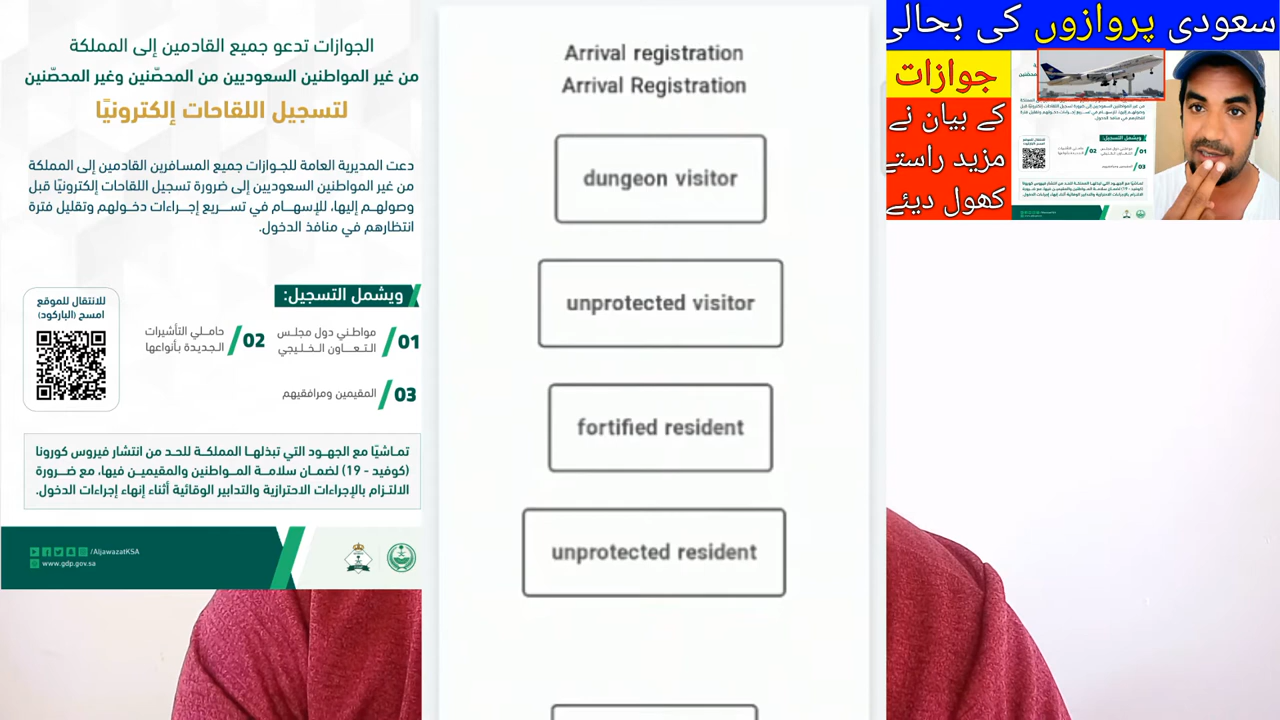 الجوازات تدعو جميع القادمين إلى المملكة
من غير المواطنين السعوديين من المحصّنين وغير المحصّنين
لتسجيل اللقاحات إلكترونيًا
المديرية العامة للجوازات جميع المسافرين القادمين إلى المملكة
من غير المواطنين السعوديين إلى ضرورة تسجيل اللقاحات إلكترونيًا قبل
وصولهم إليها للإسهام في تسريع إجراءات دخولهم وتقليل فترة
انتظارهم في منافذ الدخول.
ويشمل التسجيل:
01 مواطني دول مجلس
التعاون الخليجي
02 حاملي التأشيرات
الجديدة بأنواعها
03 المقيمين ومرافقيهم
للانتقال للموقع
امسح (الباركود)
تماشيًا مع الجهود التي تبذلها المملكة للحد من انتشار فيروس كورونا
(كوفيد - 19) لضمان سلامة المواطنين والمقيمين فيها، مع ضرورة
الالتزام بالإجراءات الاحترازية والتدابير الوقائية أثناء إنهاء إجراءات الدخول.
/AljawazatKSA
www.gdp.gov.sa
Arrival registration
Arrival Registration
dungeon visitor
unprotected visitor
fortified resident
unprotected resident
سعودی پروازوں کی بحالی
جوازات
کے بیان نے
مزید راستے
کھول دیئے